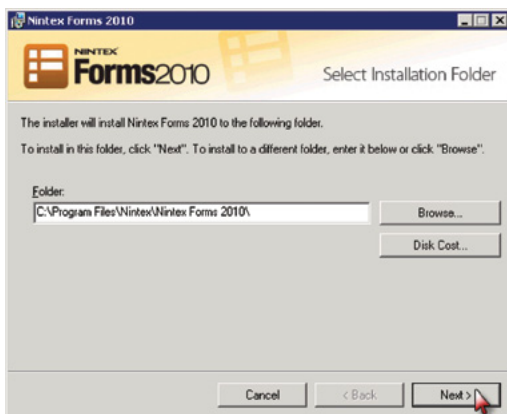 Nintex Forms 2010
NINTEX
Forms2010
Select Installation Folder
The installer will install Nintex Forms 2010 to the following folder.
To install in this folder, click "Next". To install to a different folder, enter it below or click "Browse".
Folder:
C:\Program Files\Nintex\Nintex Forms 2010\
Browse...
Disk Cost...
Cancel
< Back
Next >